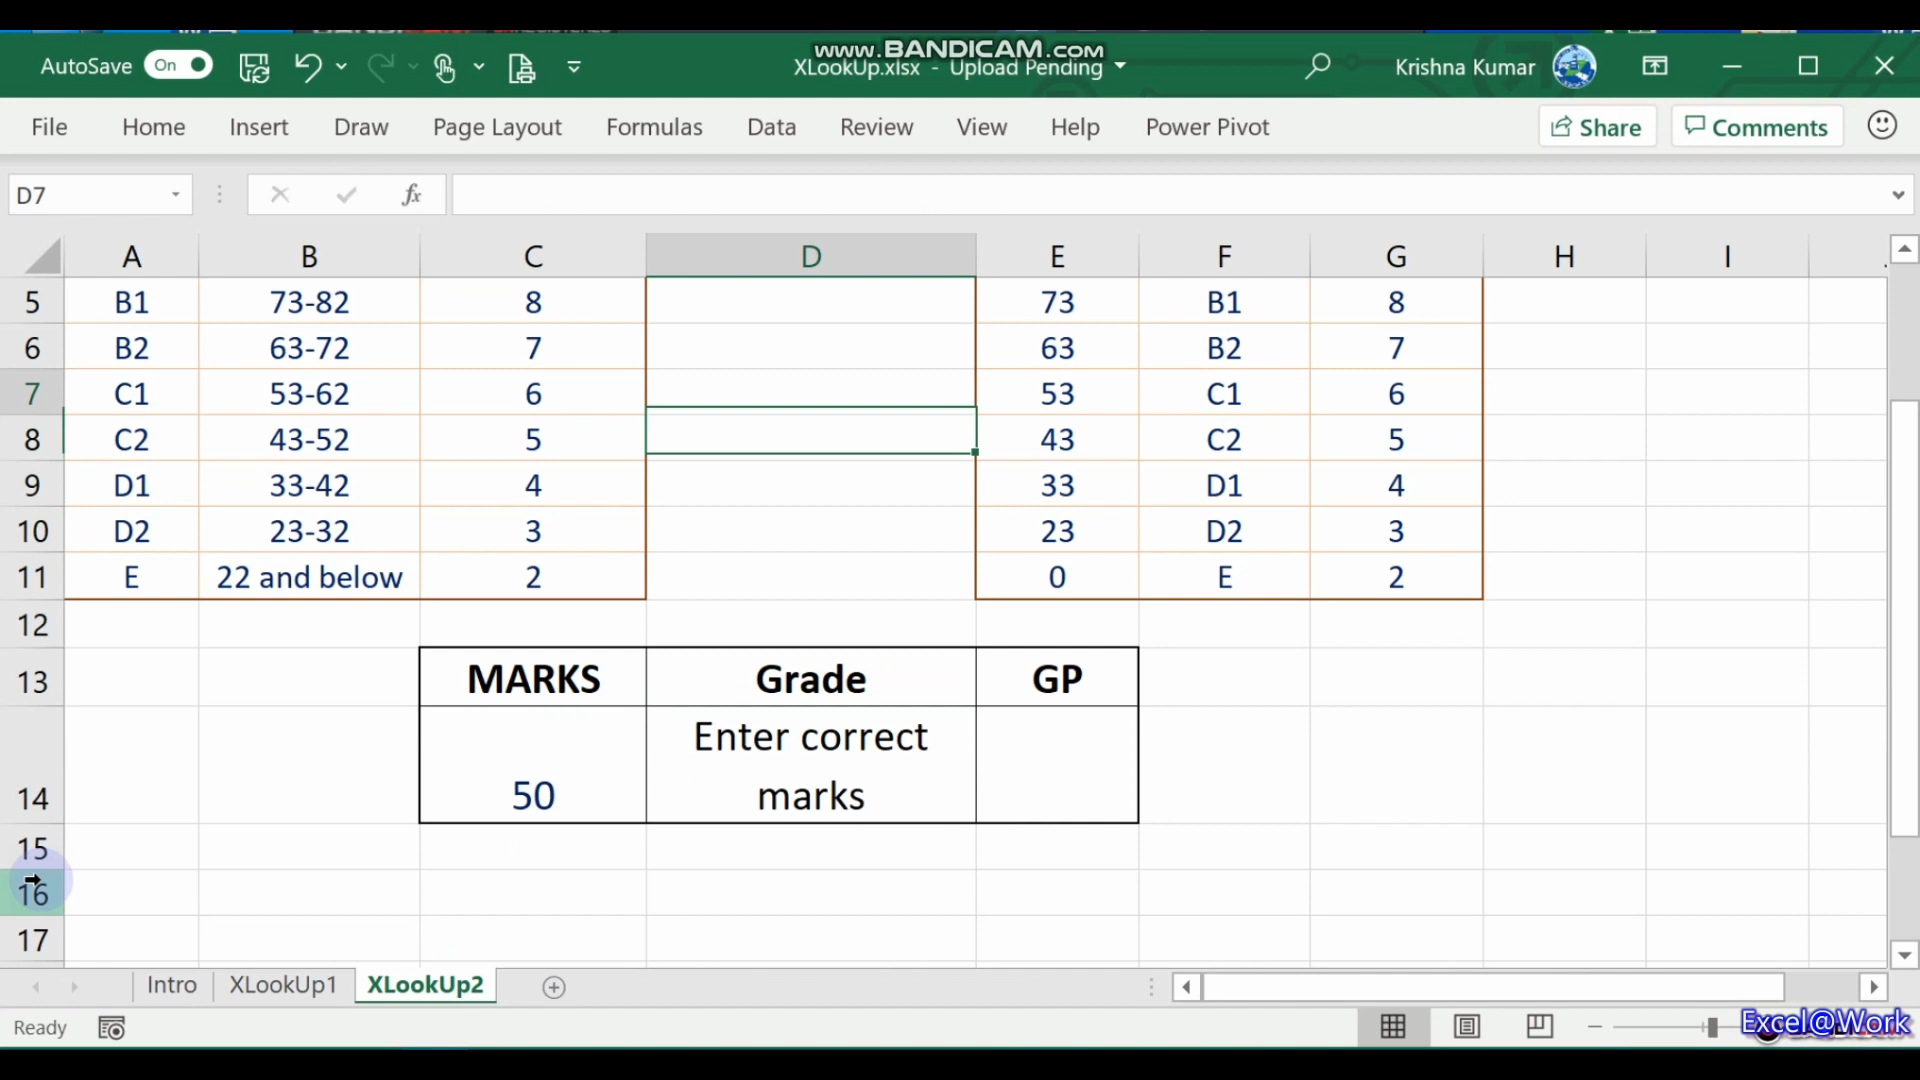 www.BANDICAM.com
AutoSave On XLookUp.xlsx - Upload Pending Krishna Kumar
File Home Insert Draw Page Layout Formulas Data Review View Help Power Pivot Share Comments
D7 fx
A B C D E F G H I
5 B1 73-82 8 73 B1 8
6 B2 63-72 7 63 B2 7
7 C1 53-62 6 53 C1 6
8 C2 43-52 5 43 C2 5
9 D1 33-42 4 33 D1 4
10 D2 23-32 3 23 D2 3
11 E 22 and below 2 0 E 2
12
13 MARKS Grade GP
Enter correct
14 50 marks
15
16
17
Intro XLookUp1 XLookUp2
Ready Excel@Work